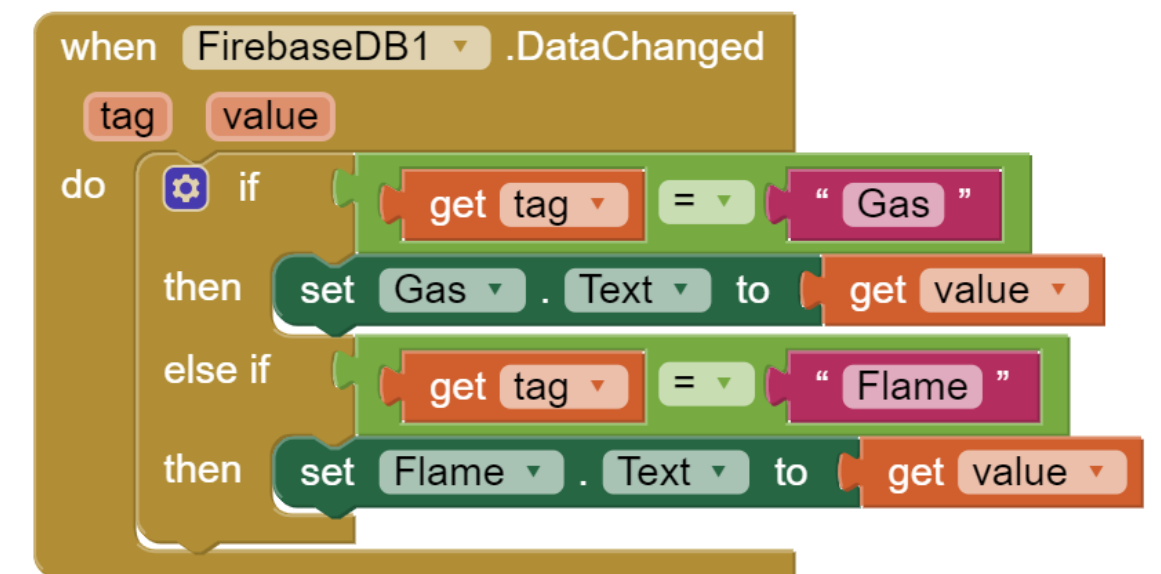 when FirebaseDB1 .DataChanged
tag value
do if get tag = “ Gas ”
then set Gas . Text to get value
else if get tag = “ Flame ”
then set Flame . Text to get value